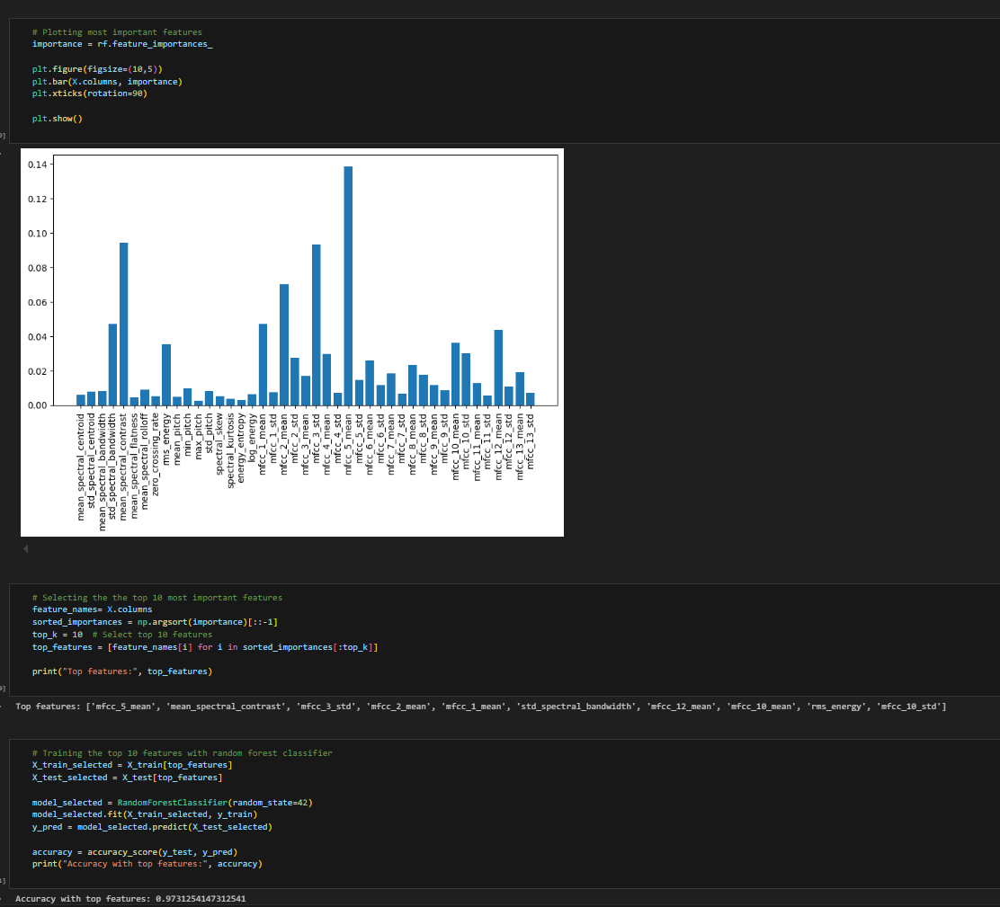 # Plotting most important features
importance = rf.feature_importances_
plt.figure(figsize=(10,5))
plt.bar(X.columns, importance)
plt.xticks(rotation=90)
plt.show()
0.14
0.12
0.10
0.08
0.06
0.04
0.02
0.00
mean_spectral_centroid
std_spectral_centroid
mean_spectral_bandwidth
std_spectral_bandwidth
mean_spectral_contrast
mean_spectral_flatness
mean_spectral_rolloff
zero_crossing_rate
rms_energy
mean_pitch
min_pitch
max_pitch
std_pitch
spectral_skew
spectral_kurtosis
energy_entropy
log_energy
mfcc_1_mean
mfcc_1_std
mfcc_2_mean
mfcc_2_std
mfcc_3_mean
mfcc_3_std
mfcc_4_mean
mfcc_4_std
mfcc_5_mean
mfcc_5_std
mfcc_6_mean
mfcc_6_std
mfcc_7_mean
mfcc_7_std
mfcc_8_mean
mfcc_8_std
mfcc_9_mean
mfcc_9_std
mfcc_10_mean
mfcc_10_std
mfcc_11_mean
mfcc_11_std
mfcc_12_mean
mfcc_12_std
mfcc_13_mean
mfcc_13_std
# Selecting the the top 10 most important features
feature_names= X.columns
sorted_importances = np.argsort(importance)[::-1]
top_k = 10  # Select top 10 features
top_features = [feature_names[i] for i in sorted_importances[:top_k]]
print("Top features:", top_features)
Top features: ['mfcc_5_mean', 'mean_spectral_contrast', 'mfcc_3_std', 'mfcc_2_mean', 'mfcc_1_mean', 'std_spectral_bandwidth', 'mfcc_12_mean', 'mfcc_10_mean', 'rms_energy', 'mfcc_10_std']
# Training the top 10 features with random forest classifier
X_train_selected = X_train[top_features]
X_test_selected = X_test[top_features]
model_selected = RandomForestClassifier(random_state=42)
model_selected.fit(X_train_selected, y_train)
y_pred = model_selected.predict(X_test_selected)
accuracy = accuracy_score(y_test, y_pred)
print("Accuracy with top features:", accuracy)
Accuracy with top features: 0.9731254147312541